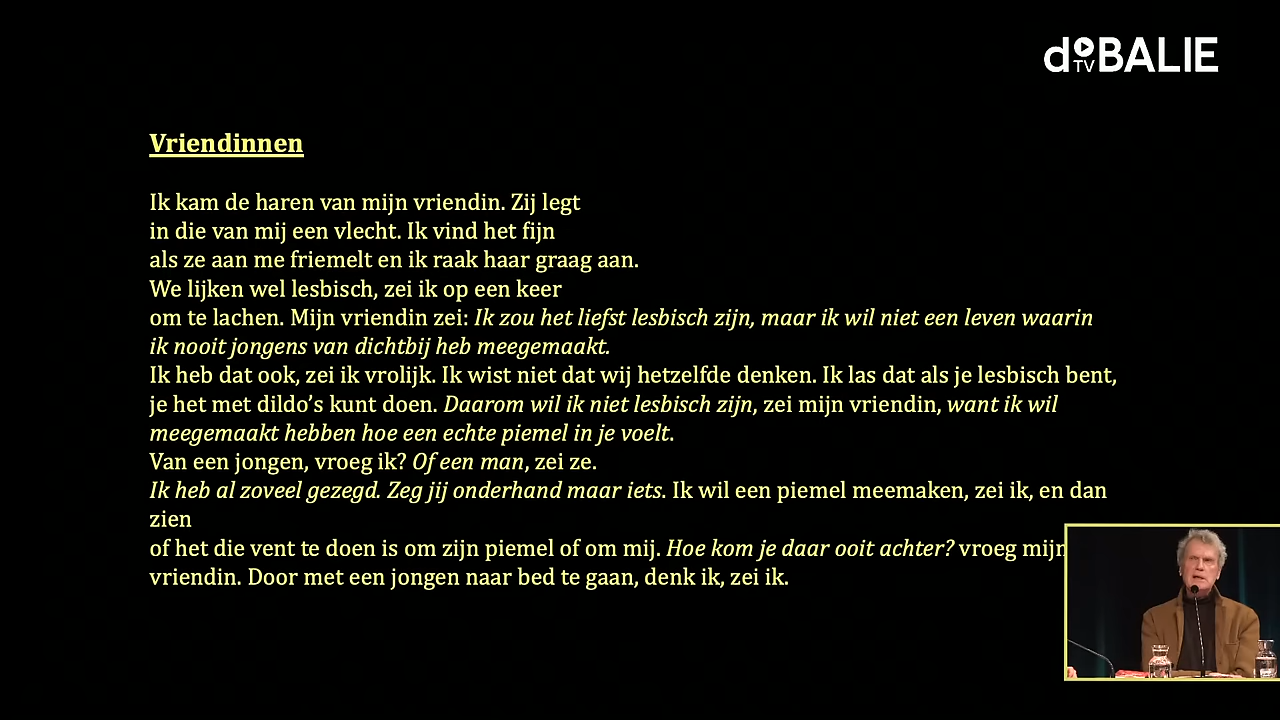 doTVBALIE
Vriendinnen
Ik kam de haren van mijn vriendin. Zij legt
in die van mij een vlecht. Ik vind het fijn
als ze aan me friemelt en ik raak haar graag aan.
We lijken wel lesbisch, zei ik op een keer
om te lachen. Mijn vriendin zei: Ik zou het liefst lesbisch zijn, maar ik wil niet een leven waarin
ik nooit jongens van dichtbij heb meegemaakt.
Ik heb dat ook, zei ik vrolijk. Ik wist niet dat wij hetzelfde denken. Ik las dat als je lesbisch bent,
je het met dildo’s kunt doen. Daarom wil ik niet lesbisch zijn, zei mijn vriendin, want ik wil
meegemaakt hebben hoe een echte piemel in je voelt.
Van een jongen, vroeg ik? Of een man, zei ze.
Ik heb al zoveel gezegd. Zeg jij onderhand maar iets. Ik wil een piemel meemaken, zei ik, en dan
zien
of het die vent te doen is om zijn piemel of om mij. Hoe kom je daar ooit achter? vroeg mijn
vriendin. Door met een jongen naar bed te gaan, denk ik, zei ik.